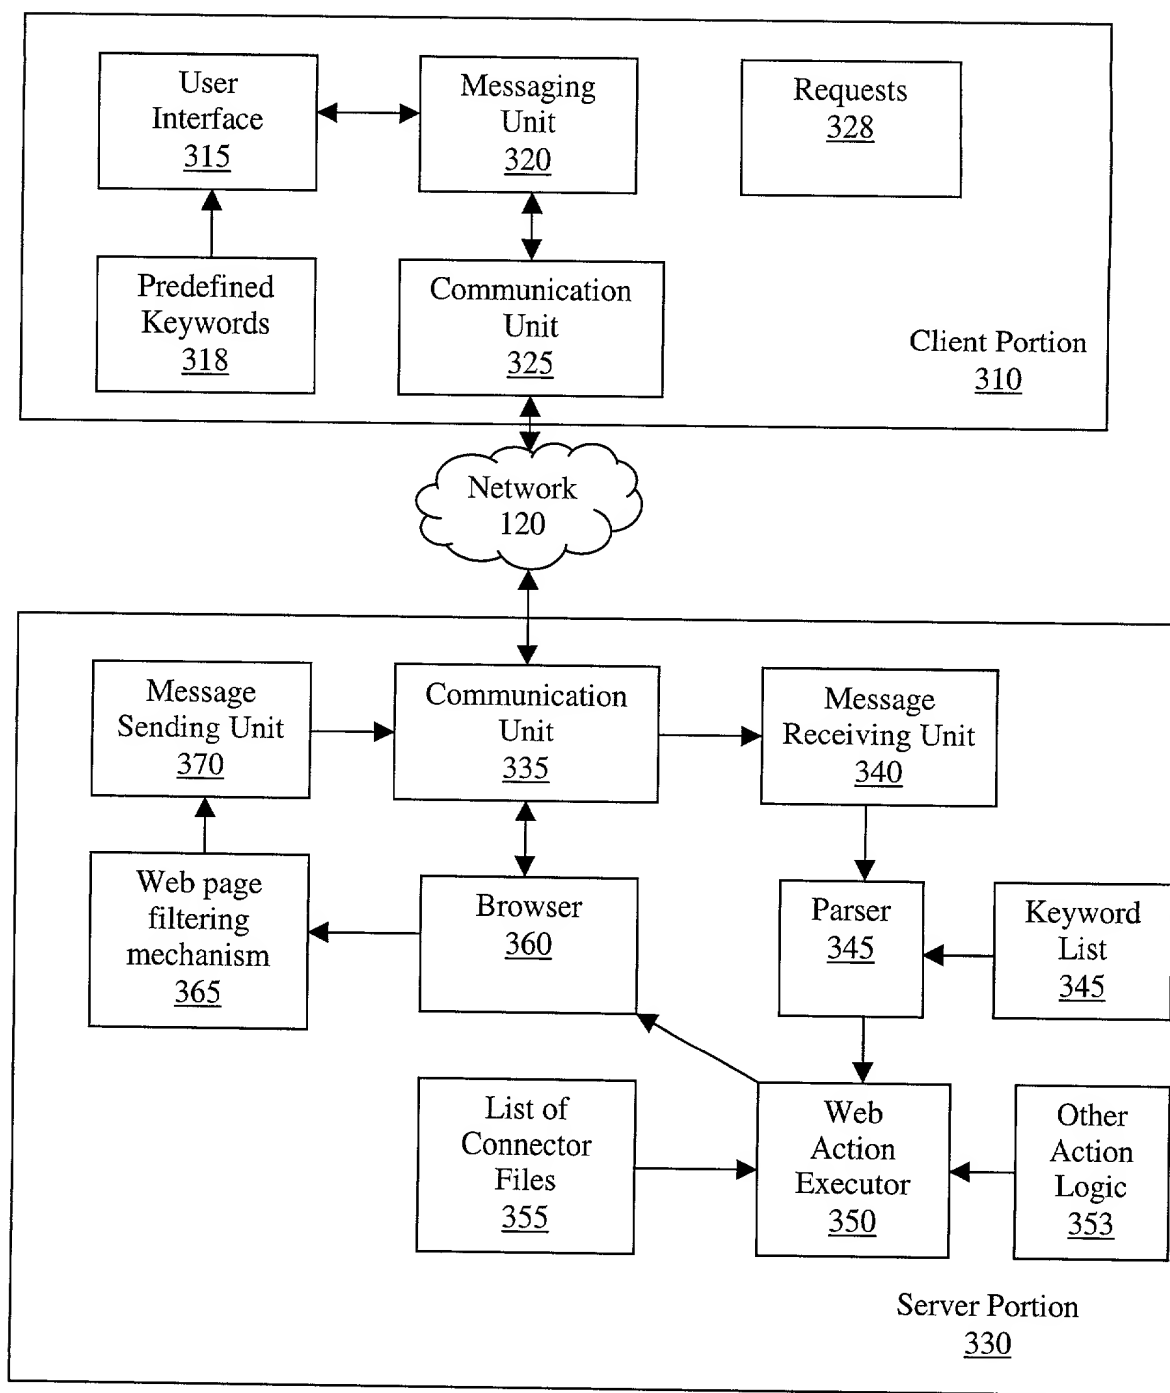 User
Interface
315
Messaging
Unit
320
Requests
328
Predefined
Keywords
318
Communication
Unit
325
Client Portion
310
Network
120
Message
Sending Unit
370
Communication
Unit
335
Message
Receiving Unit
340
Web page
filtering
mechanism
365
Browser
360
Parser
345
Keyword
List
345
List of
Connector
Files
355
Web
Action
Executor
350
Other
Action
Logic
353
Server Portion
330